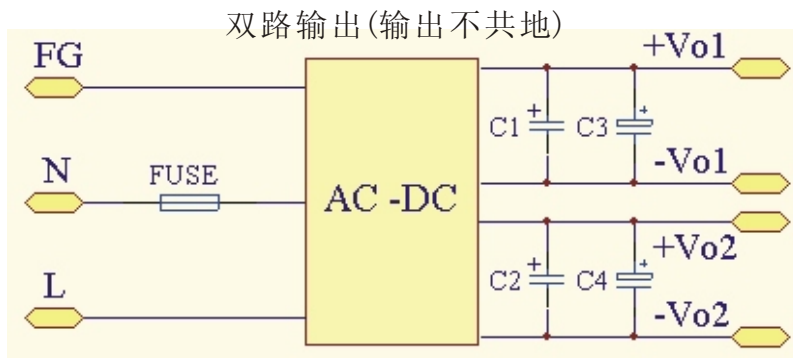 双路输出(输出不共地)
FG
+Vo1
C1
+
C3
+
-Vo1
N
FUSE
AC -DC
+Vo2
C2
+
C4
+
L
-Vo2